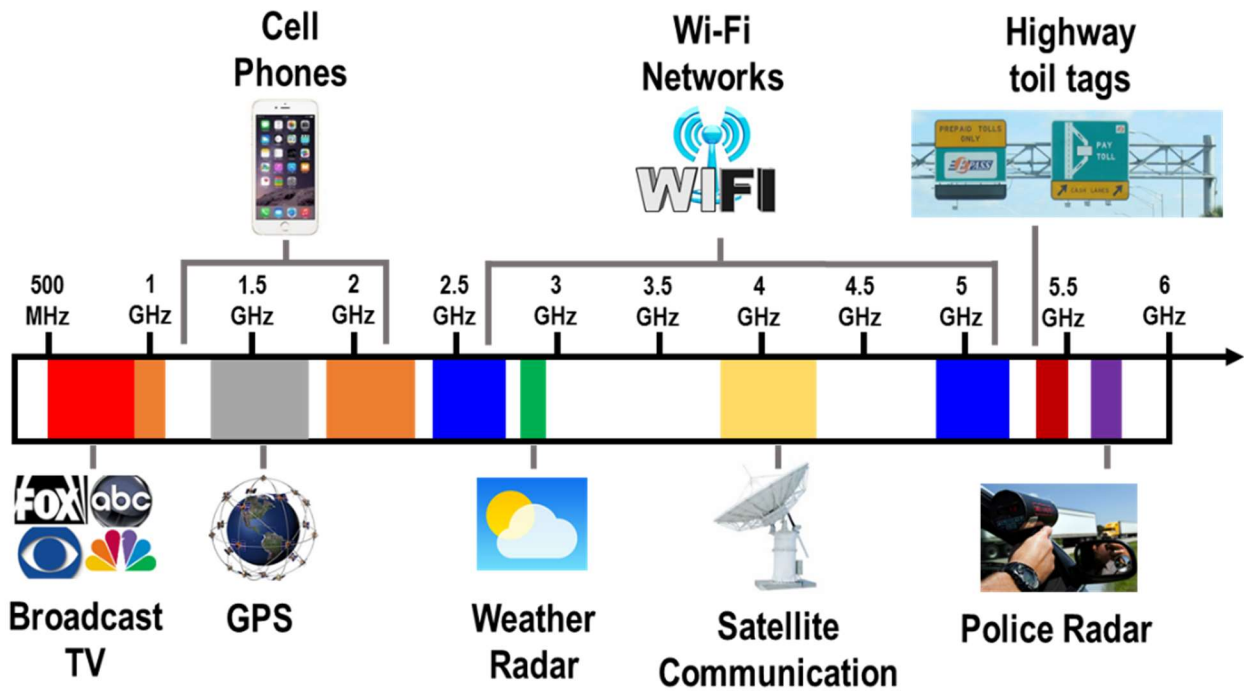 Cell
Phones
Wi-Fi
Networks
Highway
toil tags
PREPAID TOLLS
ONLY
E-PASS
PAY
TOLL
CASH LANES
WIFI
500
MHz
1
GHz
1.5
GHz
2
GHz
2.5
GHz
3
GHz
3.5
GHz
4
GHz
4.5
GHz
5
GHz
5.5
GHz
6
GHz
FOX
abc
Broadcast
TV
GPS
Weather
Radar
Satellite
Communication
Police Radar